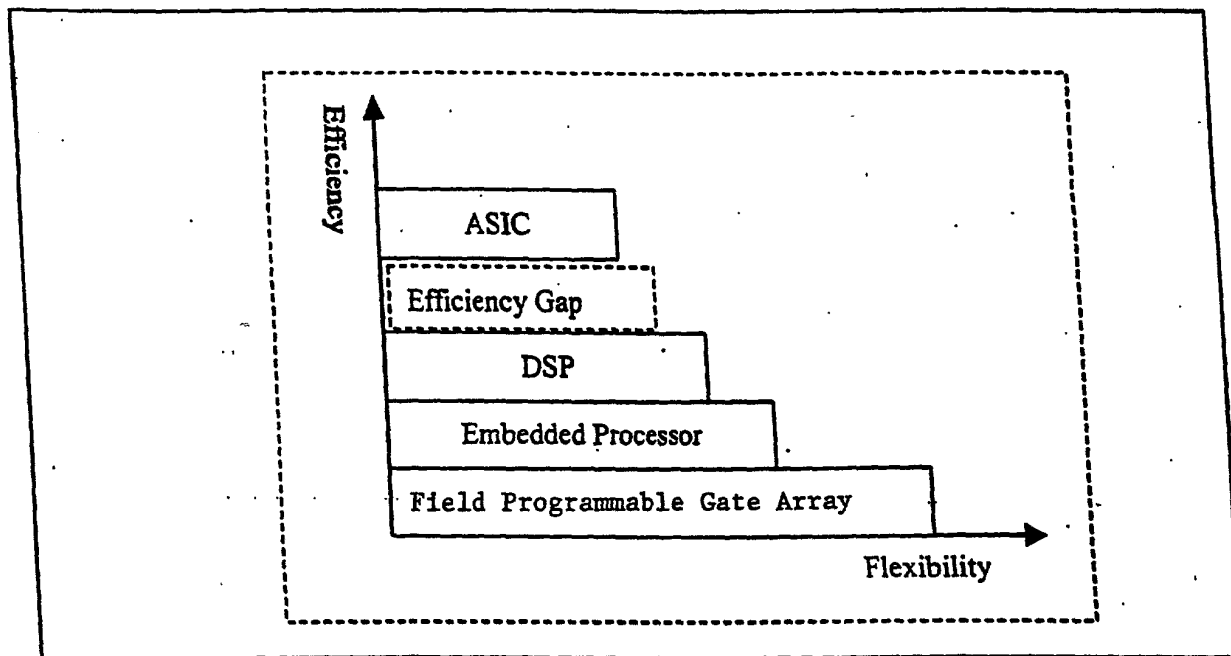 Efficiency
ASIC
Efficiency Gap
DSP
Embedded Processor
Field Programmable Gate Array
Flexibility